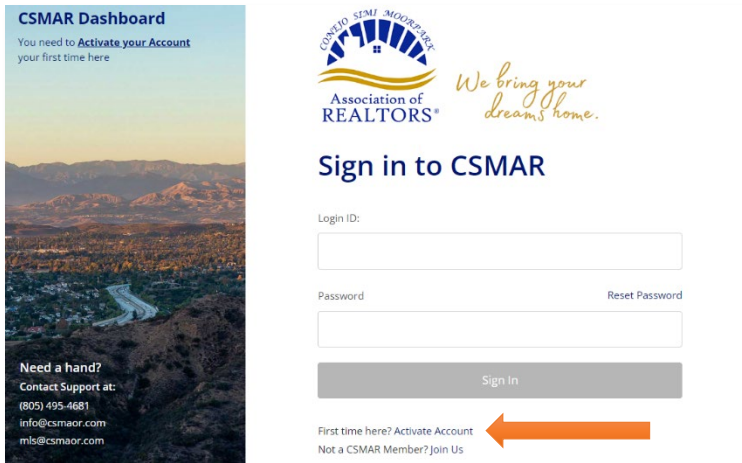 CSMAR Dashboard
You need to Activate your Account
your first time here
Need a hand?
Contact Support at:
(805) 495-4681
info@csmaor.com
mls@csmaor.com
CONEJO SIMI MOORPARK
Association of
REALTORS®
We bring your
dreams home.
Sign in to CSMAR
Login ID:
Password Reset Password
Sign In
First time here? Activate Account
Not a CSMAR Member? Join Us